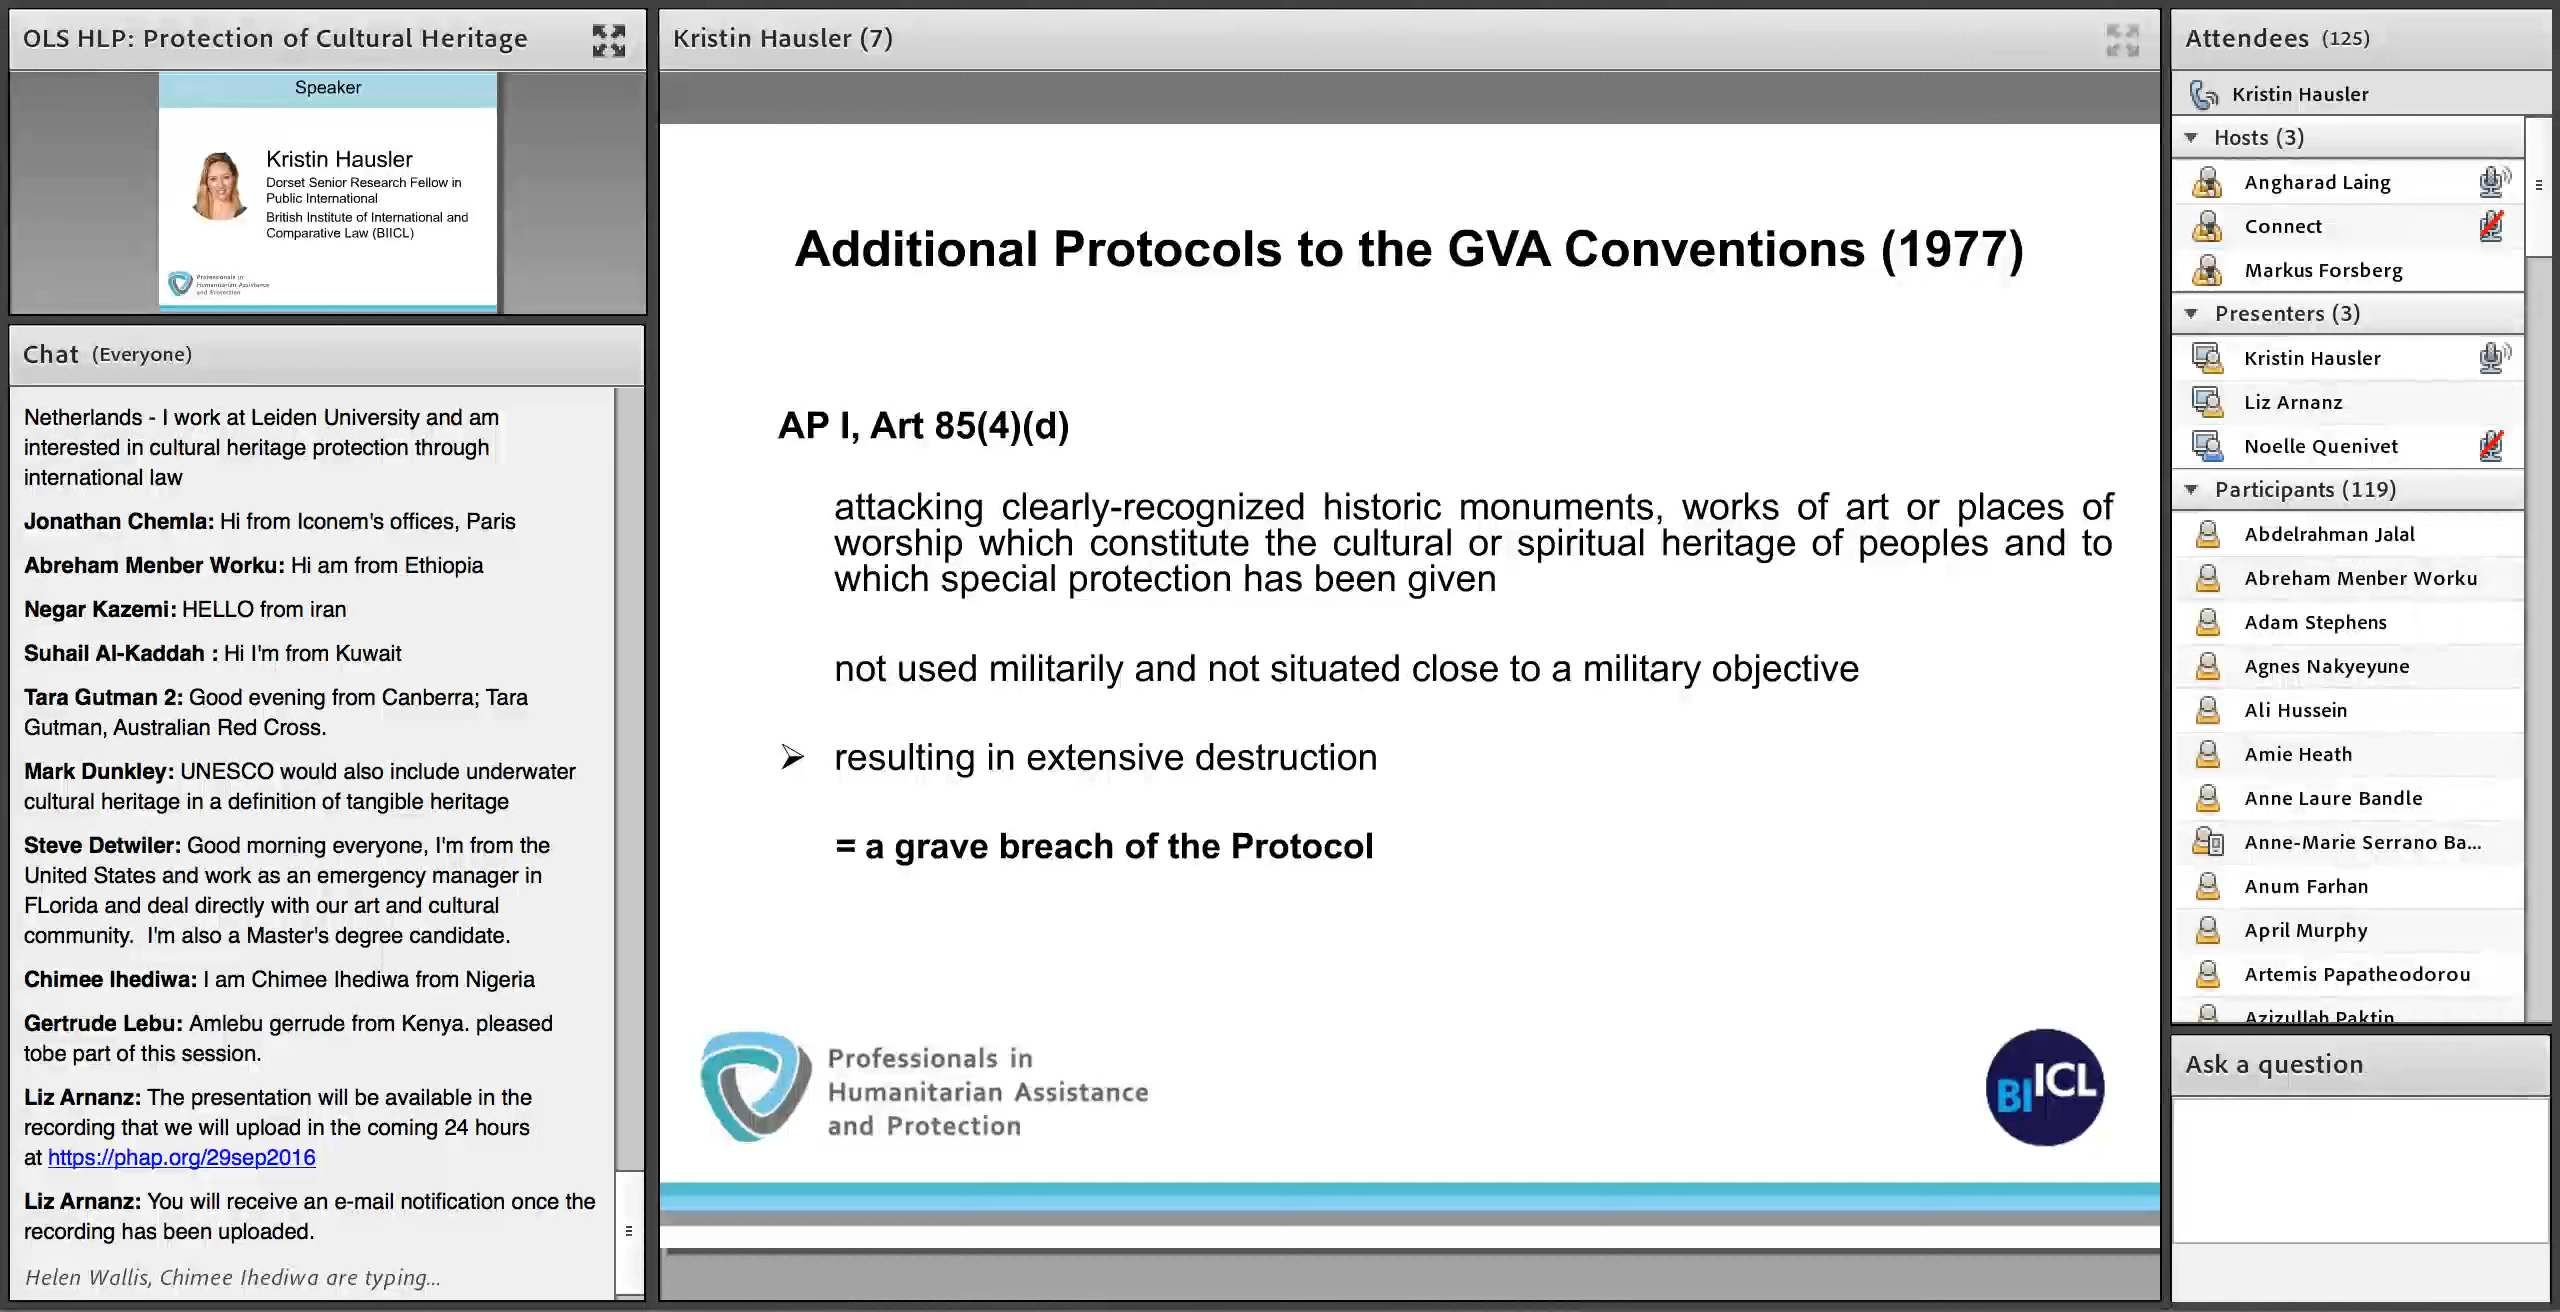 OLS HLP: Protection of Cultural Heritage
Speaker
Kristin Hausler
Dorset Senior Research Fellow in
Public International
British Institute of International and
Comparative Law (BIICL)
Professionals in
Humanitarian Assistance
and Protection
Chat (Everyone)
Netherlands - I work at Leiden University and am
interested in cultural heritage protection through
international law
Jonathan Chemla: Hi from Iconem's offices, Paris
Abreham Menber Worku: Hi am from Ethiopia
Negar Kazemi: HELLO from iran
Suhail Al-Kaddah : Hi I'm from Kuwait
Tara Gutman 2: Good evening from Canberra; Tara
Gutman, Australian Red Cross.
Mark Dunkley: UNESCO would also include underwater
cultural heritage in a definition of tangible heritage
Steve Detwiler: Good morning everyone, I'm from the
United States and work as an emergency manager in
FLorida and deal directly with our art and cultural
community.  I'm also a Master's degree candidate.
Chimee Ihediwa: I am Chimee Ihediwa from Nigeria
Gertrude Lebu: Amlebu gerrude from Kenya. pleased
tobe part of this session.
Liz Arnanz: The presentation will be available in the
recording that we will upload in the coming 24 hours
at https://phap.org/29sep2016
Liz Arnanz: You will receive an e-mail notification once the
recording has been uploaded.
Helen Wallis, Chimee Ihediwa are typing...
Kristin Hausler (7)
Additional Protocols to the GVA Conventions (1977)
AP I, Art 85(4)(d)
attacking clearly-recognized historic monuments, works of art or places of
worship which constitute the cultural or spiritual heritage of peoples and to
which special protection has been given
not used militarily and not situated close to a military objective
➢ resulting in extensive destruction
= a grave breach of the Protocol
Professionals in
Humanitarian Assistance
and Protection
BIICL
Attendees (125)
Kristin Hausler
Hosts (3)
Angharad Laing
Connect
Markus Forsberg
Presenters (3)
Kristin Hausler
Liz Arnanz
Noelle Quenivet
Participants (119)
Abdelrahman Jalal
Abreham Menber Worku
Adam Stephens
Agnes Nakyeyune
Ali Hussein
Amie Heath
Anne Laure Bandle
Anne-Marie Serrano Ba...
Anum Farhan
April Murphy
Artemis Papatheodorou
Azizullah Paktin
Ask a question